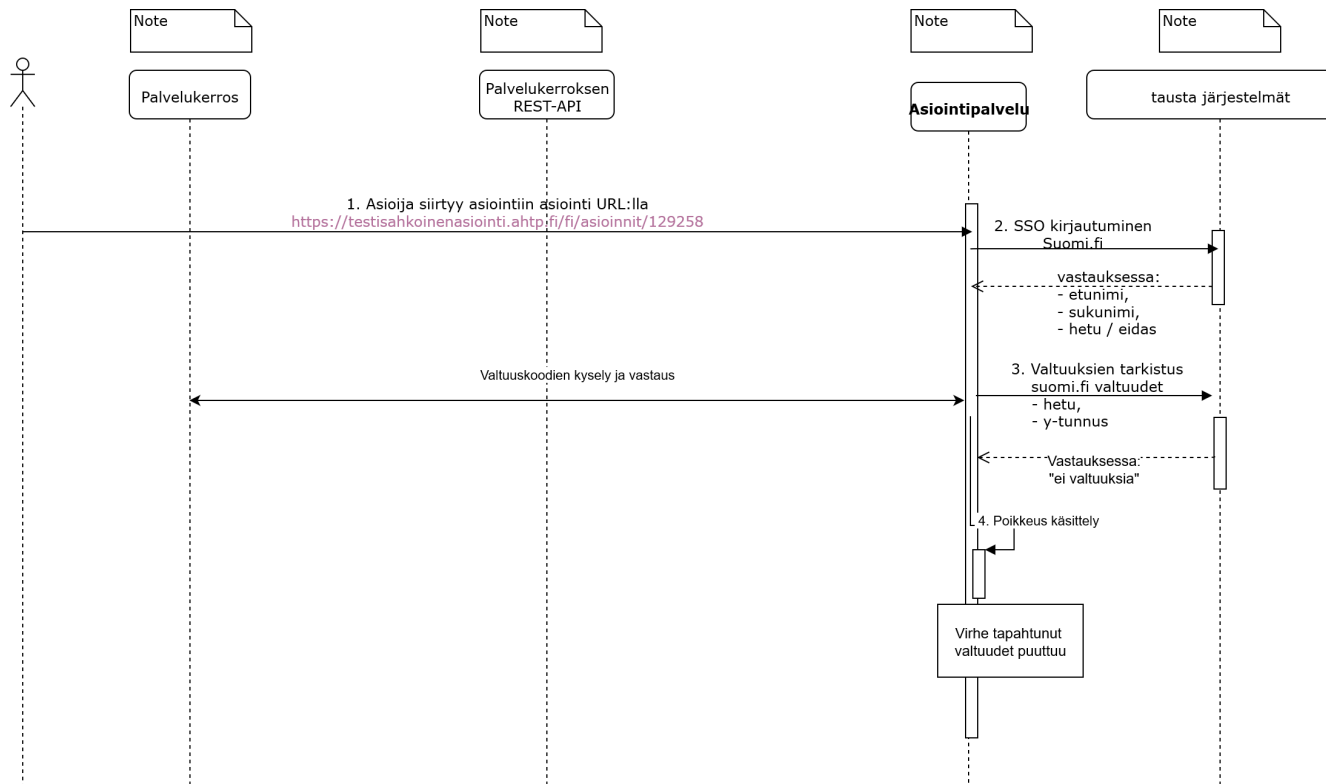 Note
Note
Note
Note
Palvelukerros
Palvelukerroksen
REST-API
Asiointipalvelu
tausta järjestelmät
1. Asioija siirtyy asiointiin asiointi URL:lla
https://testisahkoinenasiointi.ahtp.fi/fi/asioinnit/129258
2. SSO kirjautuminen
Suomi.fi
vastauksessa:
- etunimi,
- sukunimi,
- hetu / eidas
Valtuuskoodien kysely ja vastaus
3. Valtuuksien tarkistus
suomi.fi valtuudet
- hetu,
- y-tunnus
Vastauksessa:
"ei valtuuksia"
4. Poikkeus käsittely
Virhe tapahtunut
valtuudet puuttuu